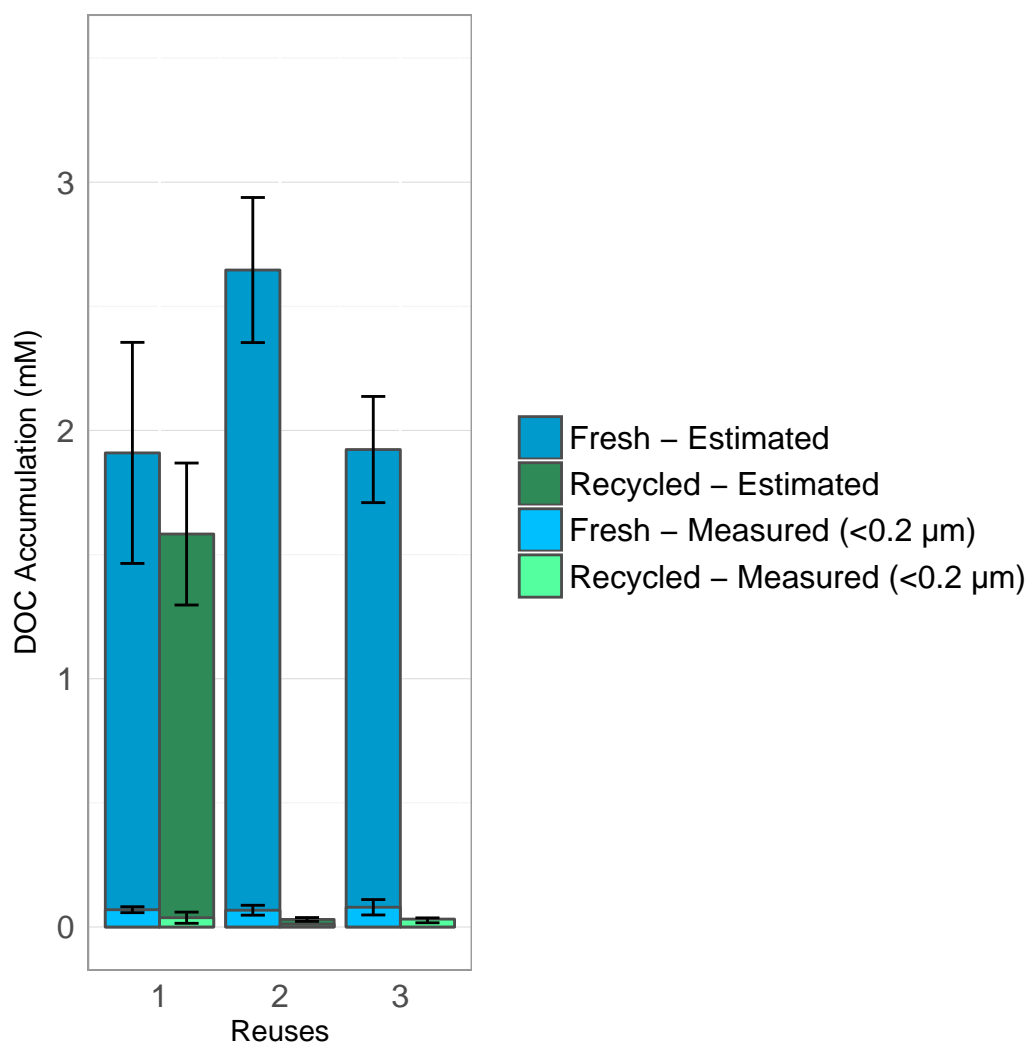 DOC Accumulation (mM)
3
2
1
0
1 2 3
Reuses
Fresh – Estimated
Recycled – Estimated
Fresh – Measured (<0.2 µm)
Recycled – Measured (<0.2 µm)